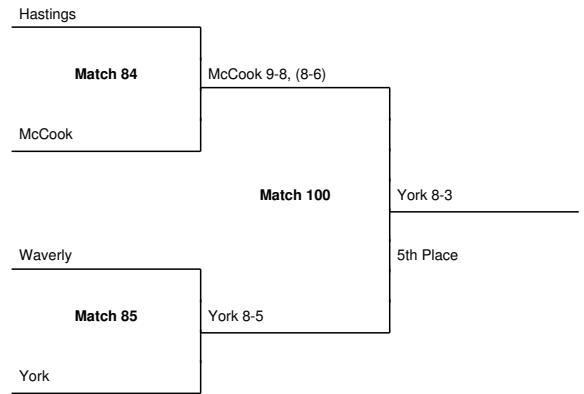 Hastings
Match 84
McCook 9-8, (8-6)
McCook
Match 100
York 8-3
Waverly
5th Place
Match 85
York 8-5
York